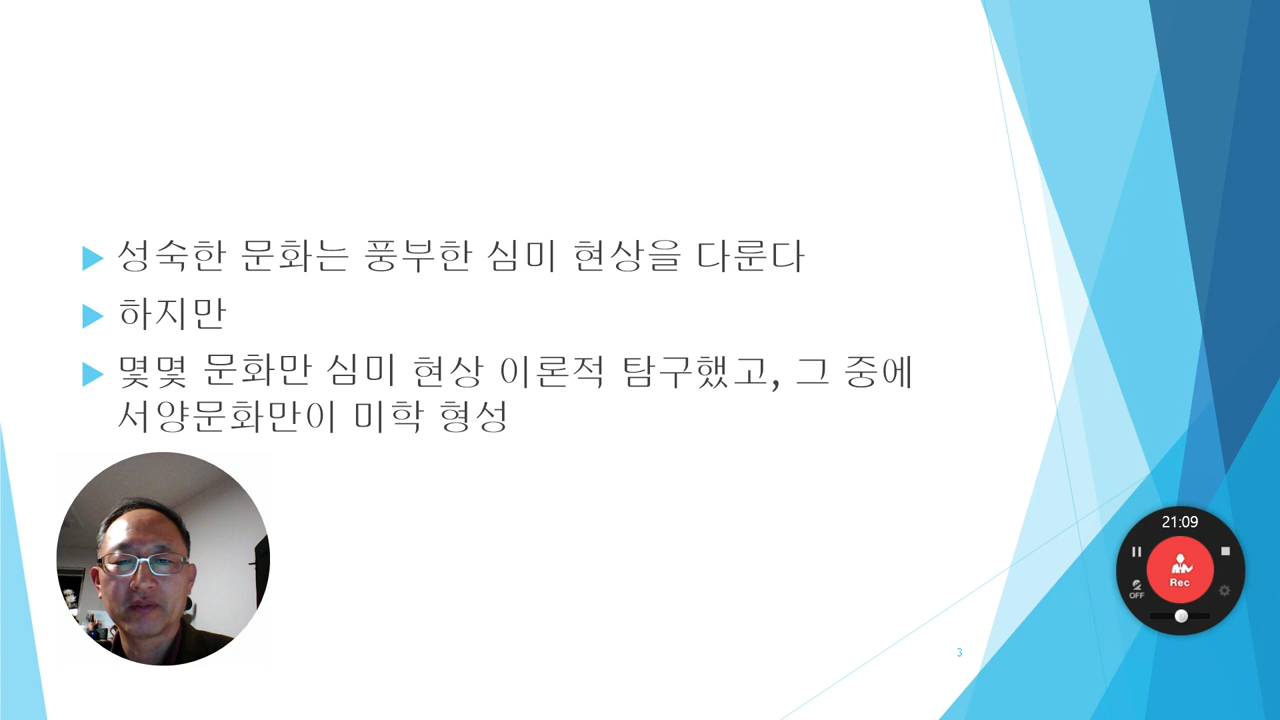 성숙한 문화는 풍부한 심미 현상을 다룬다
하지만
몇몇 문화만 심미 현상 이론적 탐구했고, 그 중에
서양문화만이 미학 형성
21:09
Rec
OFF
3